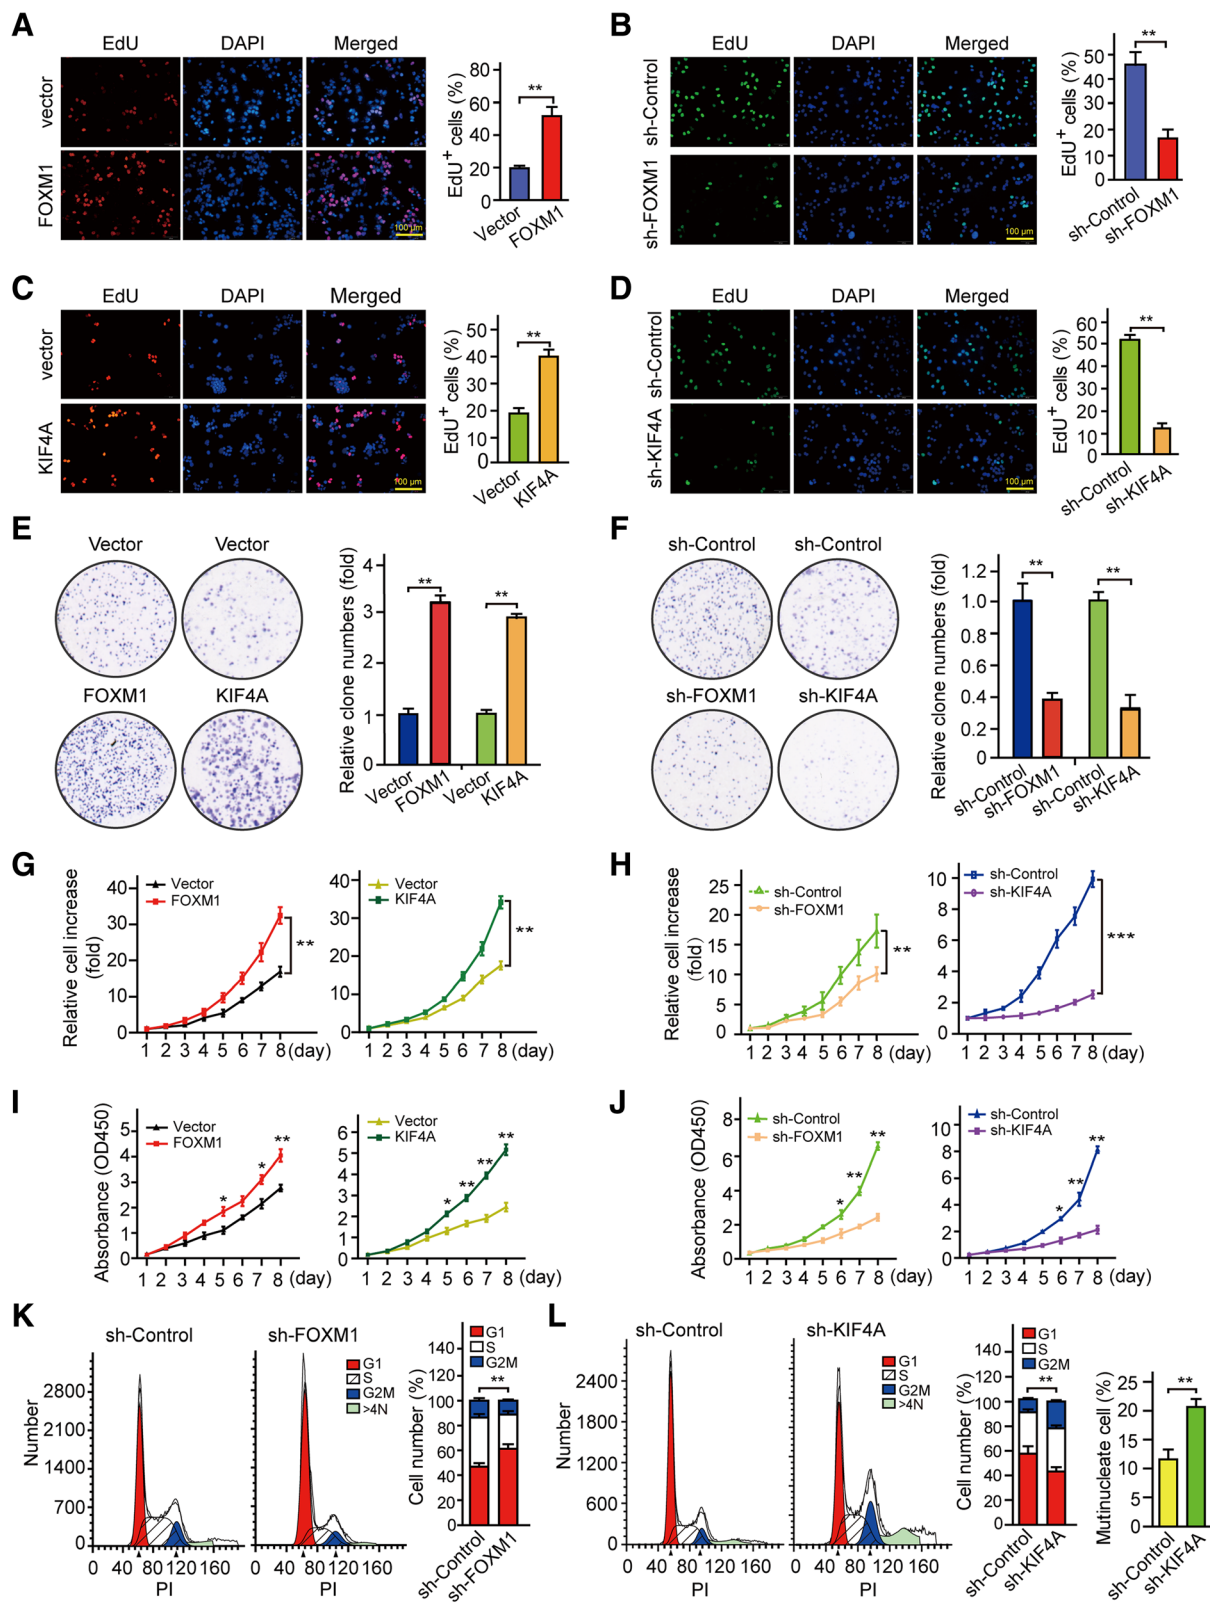 A
EdU DAPI Merged
vector
FOXM1
100 μm
EdU+ cells (%)
80
60
40
20
0
**
Vector
FOXM1
B
EdU DAPI Merged
sh-Control
sh-FOXM1
100 μm
EdU+ cells (%)
50
40
30
20
10
0
**
sh-Control
sh-FOXM1
C
EdU DAPI Merged
vector
KIF4A
100 μm
EdU+ cells (%)
50
40
30
20
10
0
**
Vector
KIF4A
D
EdU DAPI Merged
sh-Control
sh-KIF4A
100 μm
EdU+ cells (%)
60
50
40
30
20
10
0
**
sh-Control
sh-KIF4A
E
Vector Vector
FOXM1 KIF4A
Relative clone numbers (fold)
4
3
2
1
0
** **
Vector
FOXM1
Vector
KIF4A
F
sh-Control sh-Control
sh-FOXM1 sh-KIF4A
Relative clone numbers (fold)
1.2
1.0
0.8
0.6
0.4
0.2
0
** **
sh-Control
sh-FOXM1
sh-Control
sh-KIF4A
G
Relative cell increase
(fold)
40
30
20
10
0
Vector
FOXM1
**
1 2 3 4 5 6 7 8 (day)
40
30
20
10
0
Vector
KIF4A
**
1 2 3 4 5 6 7 8 (day)
H
Relative cell increase
(fold)
25
20
15
10
5
0
sh-Control
sh-FOXM1
**
1 2 3 4 5 6 7 8 (day)
10
8
6
4
2
0
sh-Control
sh-KIF4A
***
1 2 3 4 5 6 7 8 (day)
I
Absorbance (OD450)
5
4
3
2
1
0
Vector
FOXM1
* * **
1 2 3 4 5 6 7 8 (day)
6
5
4
3
2
1
0
Vector
KIF4A
* ** ** **
1 2 3 4 5 6 7 8 (day)
J
Absorbance (OD450)
8
6
4
2
0
sh-Control
sh-FOXM1
* ** **
1 2 3 4 5 6 7 8 (day)
10
8
6
4
2
0
sh-Control
sh-KIF4A
* ** **
1 2 3 4 5 6 7 8 (day)
K
sh-Control sh-FOXM1
Number
2800
2100
1400
700
0
G1
S
G2M
>4N
0 40 80 120 160
PI
0 40 80 120 160
PI
G1
S
G2M
Cell number (%)
140
120
100
80
60
40
20
0
**
sh-Control
sh-FOXM1
L
sh-Control sh-KIF4A
Number
2400
1800
1200
600
0
G1
S
G2M
>4N
0 40 80 120 160
PI
0 40 80 120 160
PI
G1
S
G2M
Cell number (%)
140
120
100
80
60
40
20
0
**
sh-Control
sh-KIF4A
Mutinucleate cell (%)
25
20
15
10
5
0
**
sh-Control
sh-KIF4A